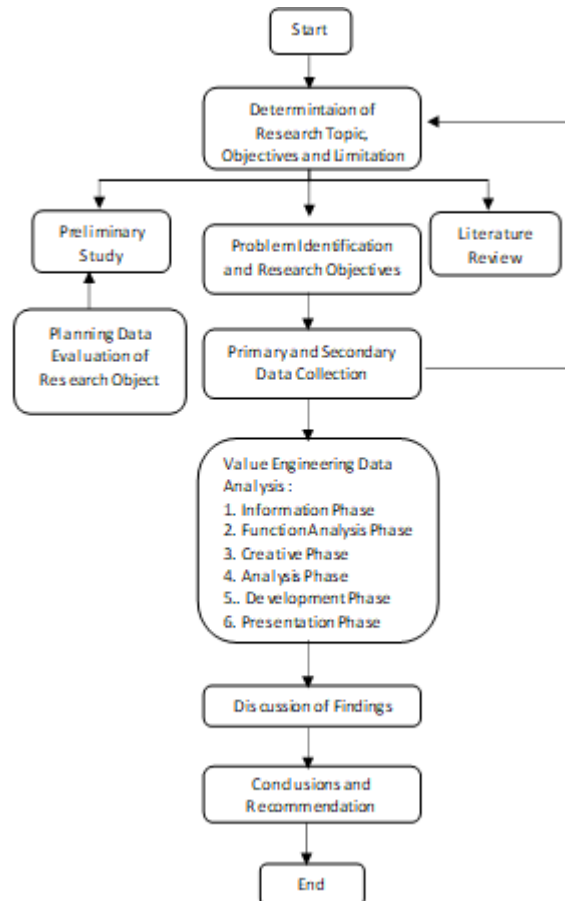 Start
Determintaion of
Research Topic,
Objectives and Limitation
Preliminary
Study
Problem Identification
and Research Objectives
Literature
Review
Planning Data
Evaluation of
Research Object
Primary and Secondary
Data Collection
Value Engineering Data
Analysis :
1. Information Phase
2. Function Analysis Phase
3. Creative Phase
4. Analysis Phase
5.. Development Phase
6. Presentation Phase
Discussion of Findings
Conclusions and
Recommendation
End